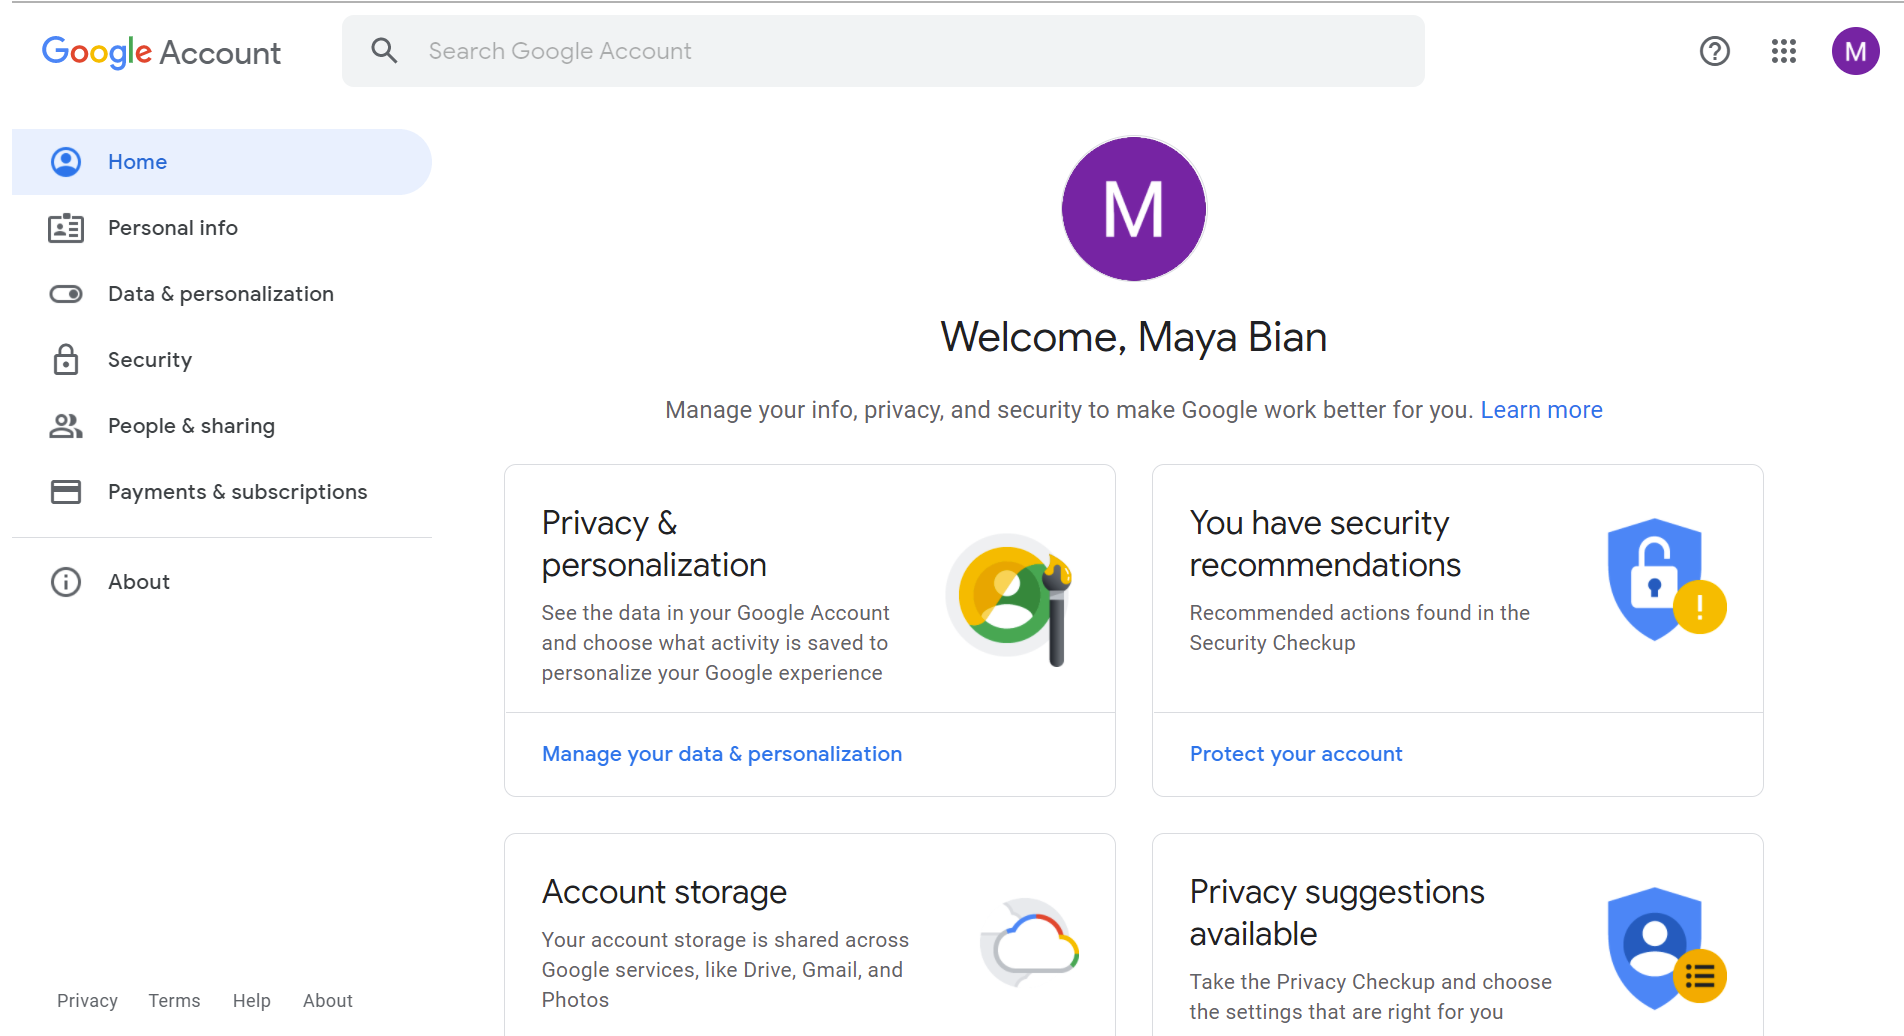 Google Account
Search Google Account
M
Home
Personal info
Data & personalization
Security
People & sharing
Payments & subscriptions
About
Privacy
Terms
Help
About
M
Welcome, Maya Bian
Manage your info, privacy, and security to make Google work better for you. Learn more
Privacy &
personalization
See the data in your Google Account
and choose what activity is saved to
personalize your Google experience
Manage your data & personalization
You have security
recommendations
Recommended actions found in the
Security Checkup
Protect your account
Account storage
Your account storage is shared across
Google services, like Drive, Gmail, and
Photos
Privacy suggestions
available
Take the Privacy Checkup and choose
the settings that are right for you